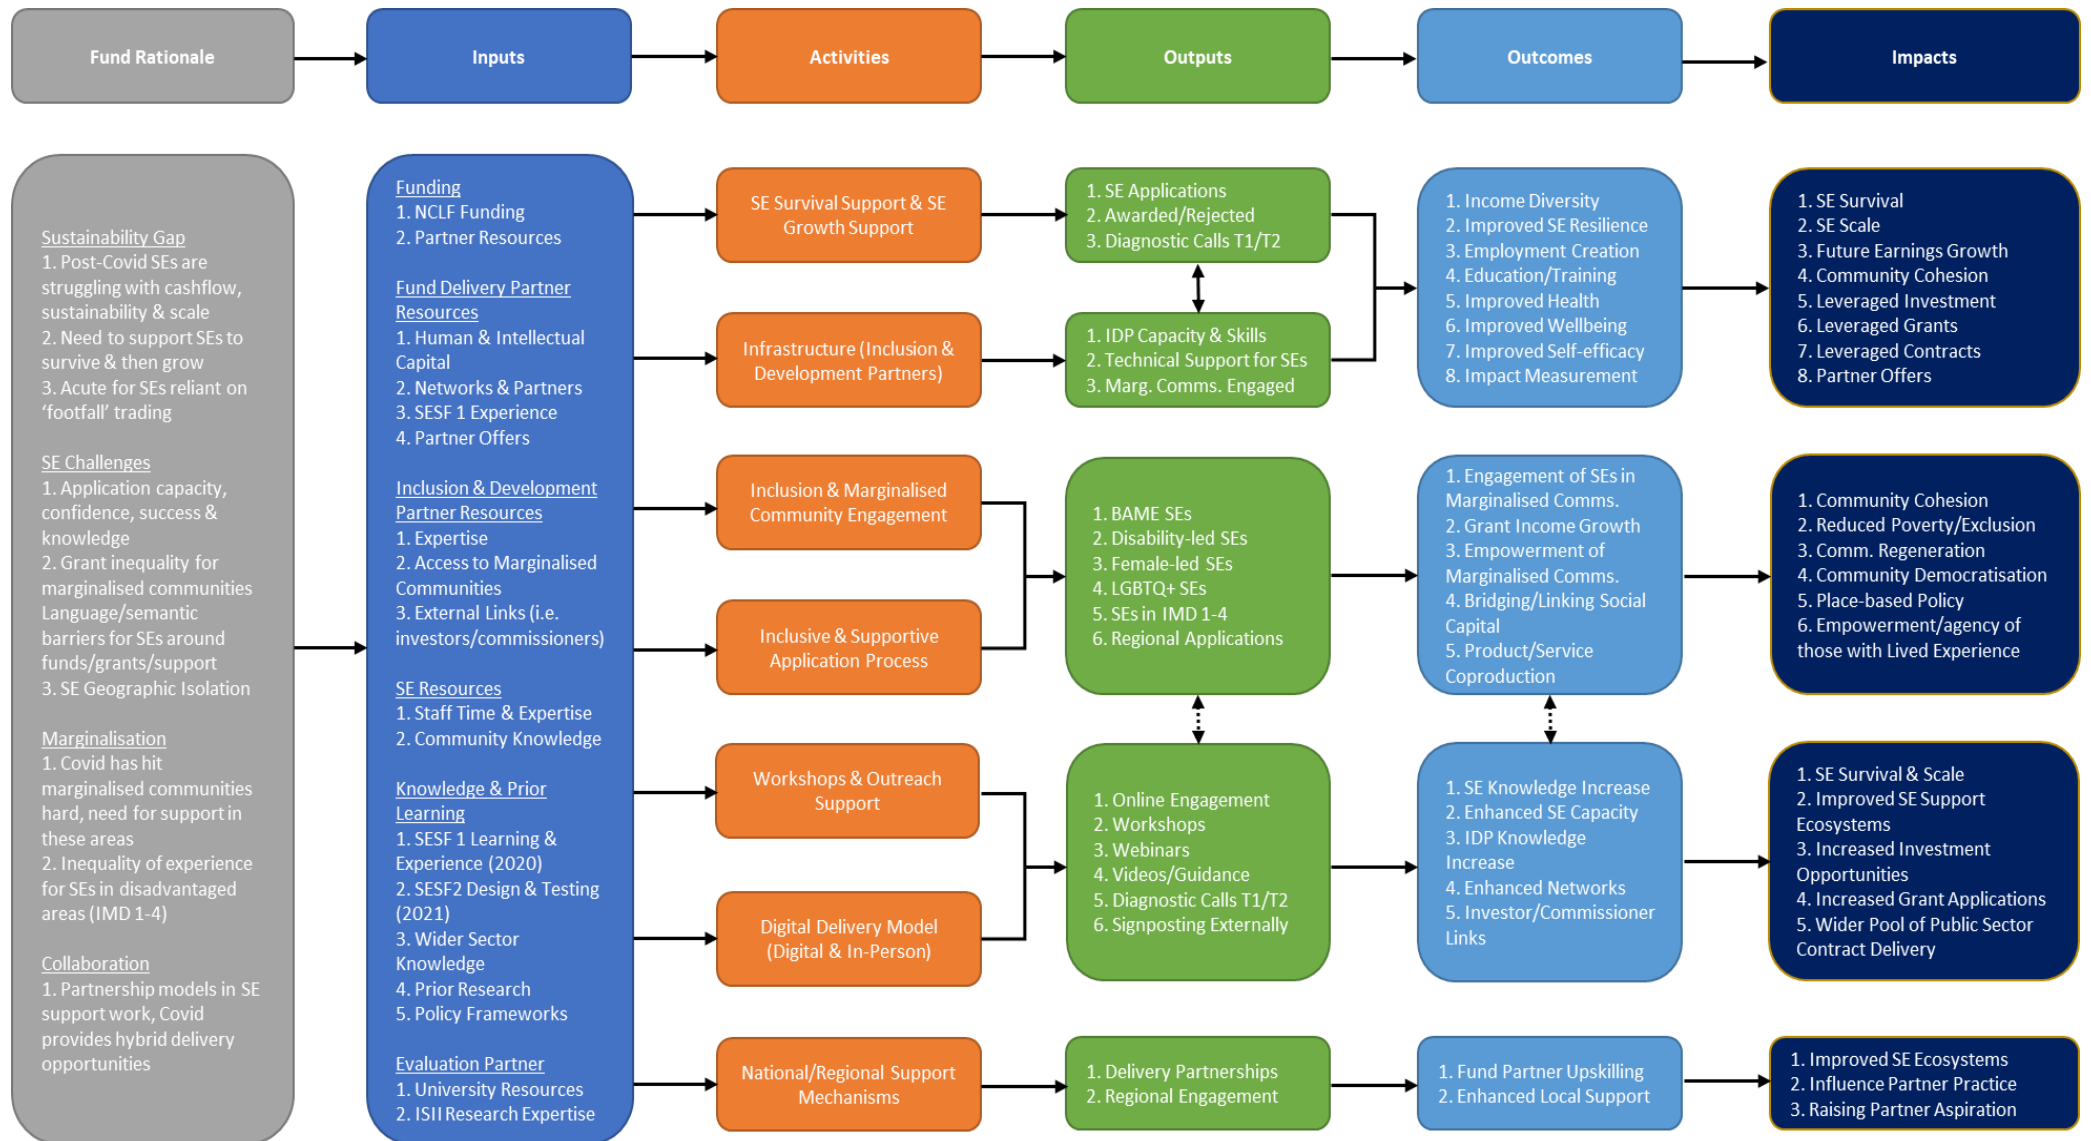 Fund Rationale
Inputs
Activities
Outputs
Outcomes
Impacts
Sustainability Gap
1. Post-Covid SEs are
struggling with cashflow,
sustainability & scale
2. Need to support SEs to
survive & then grow
3. Acute for SEs reliant on
‘footfall’ trading
SE Challenges
1. Application capacity,
confidence, success &
knowledge
2. Grant inequality for
marginalised communities
Language/semantic
barriers for SEs around
funds/grants/support
3. SE Geographic Isolation
Marginalisation
1. Covid has hit
marginalised communities
hard, need for support in
these areas
2. Inequality of experience
for SEs in disadvantaged
areas (IMD 1-4)
Collaboration
1. Partnership models in SE
support work, Covid
provides hybrid delivery
opportunities
Funding
1. NCLF Funding
2. Partner Resources
Fund Delivery Partner
Resources
1. Human & Intellectual
Capital
2. Networks & Partners
3. SESF 1 Experience
4. Partner Offers
Inclusion & Development
Partner Resources
1. Expertise
2. Access to Marginalised
Communities
3. External Links (i.e.
investors/commissioners)
SE Resources
1. Staff Time & Expertise
2. Community Knowledge
Knowledge & Prior
Learning
1. SESF 1 Learning &
Experience (2020)
2. SESF2 Design & Testing
(2021)
3. Wider Sector
Knowledge
4. Prior Research
5. Policy Frameworks
Evaluation Partner
1. University Resources
2. ISII Research Expertise
SE Survival Support & SE
Growth Support
Infrastructure (Inclusion &
Development Partners)
Inclusion & Marginalised
Community Engagement
Inclusive & Supportive
Application Process
Workshops & Outreach
Support
Digital Delivery Model
(Digital & In-Person)
National/Regional Support
Mechanisms
1. SE Applications
2. Awarded/Rejected
3. Diagnostic Calls T1/T2
1. IDP Capacity & Skills
2. Technical Support for SEs
3. Marg. Comms. Engaged
1. BAME SEs
2. Disability-led SEs
3. Female-led SEs
4. LGBTQ+ SEs
5. SEs in IMD 1-4
6. Regional Applications
1. Online Engagement
2. Workshops
3. Webinars
4. Videos/Guidance
5. Diagnostic Calls T1/T2
6. Signposting Externally
1. Delivery Partnerships
2. Regional Engagement
1. Income Diversity
2. Improved SE Resilience
3. Employment Creation
4. Education/Training
5. Improved Health
6. Improved Wellbeing
7. Improved Self-efficacy
8. Impact Measurement
1. Engagement of SEs in
Marginalised Comms.
2. Grant Income Growth
3. Empowerment of
Marginalised Comms.
4. Bridging/Linking Social
Capital
5. Product/Service
Coproduction
1. SE Knowledge Increase
2. Enhanced SE Capacity
3. IDP Knowledge
Increase
4. Enhanced Networks
5. Investor/Commissioner
Links
1. Fund Partner Upskilling
2. Enhanced Local Support
1. SE Survival
2. SE Scale
3. Future Earnings Growth
4. Community Cohesion
5. Leveraged Investment
6. Leveraged Grants
7. Leveraged Contracts
8. Partner Offers
1. Community Cohesion
2. Reduced Poverty/Exclusion
3. Comm. Regeneration
4. Community Democratisation
5. Place-based Policy
6. Empowerment/agency of
those with Lived Experience
1. SE Survival & Scale
2. Improved SE Support
Ecosystems
3. Increased Investment
Opportunities
4. Increased Grant Applications
5. Wider Pool of Public Sector
Contract Delivery
1. Improved SE Ecosystems
2. Influence Partner Practice
3. Raising Partner Aspiration